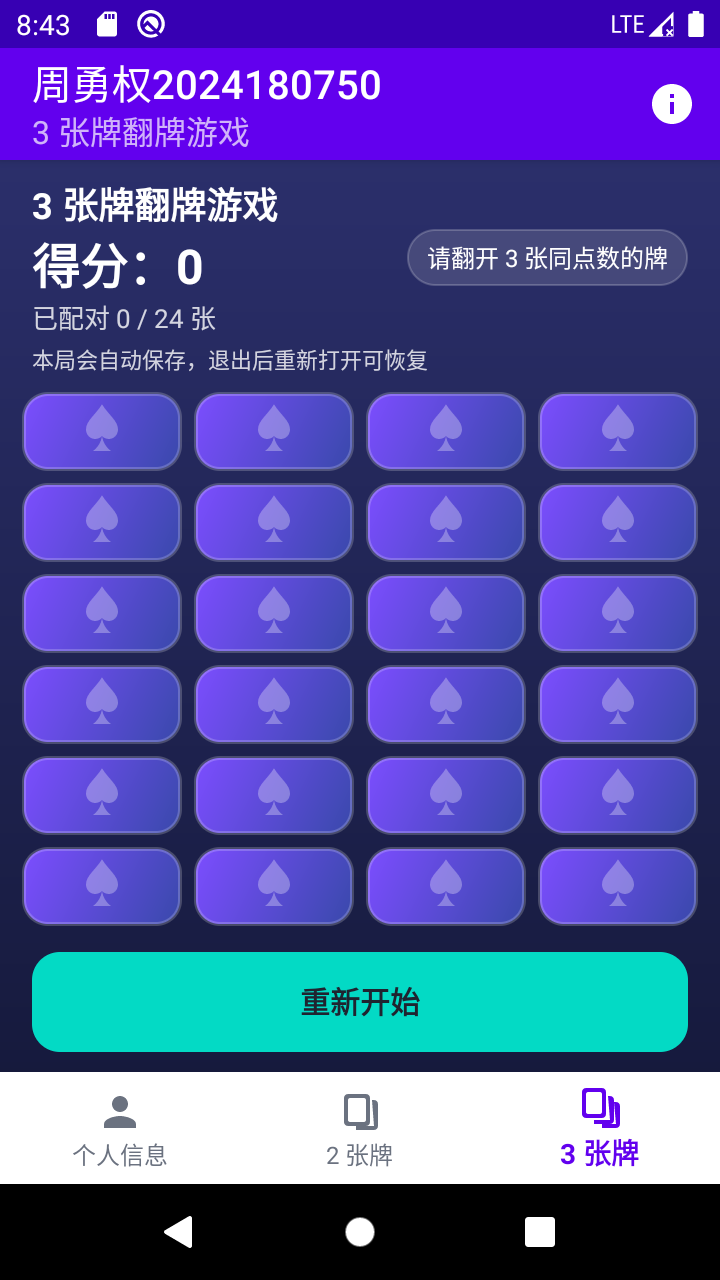 8:43
LTE
周勇权2024180750
3 张牌翻牌游戏
3 张牌翻牌游戏
得分：0
请翻开 3 张同点数的牌
已配对 0 / 24 张
本局会自动保存，退出后重新打开可恢复
重新开始
个人信息
2 张牌
3 张牌